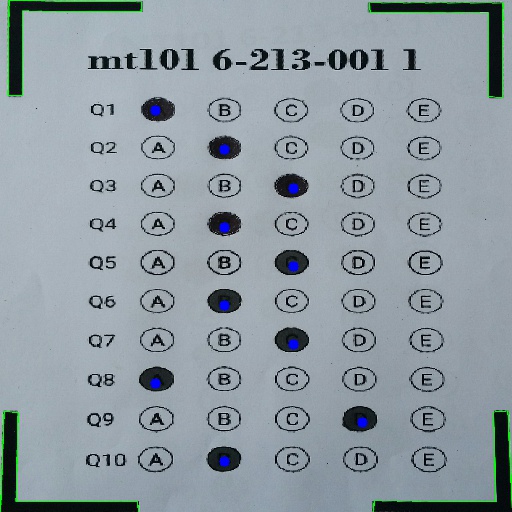 mt101 6-213-001 1
Q1 A B C D E
Q2 A B C D E
Q3 A B C D E
Q4 A B C D E
Q5 A B C D E
Q6 A B C D E
Q7 A B C D E
Q8 A B C D E
Q9 A B C D E
Q10 A B C D E